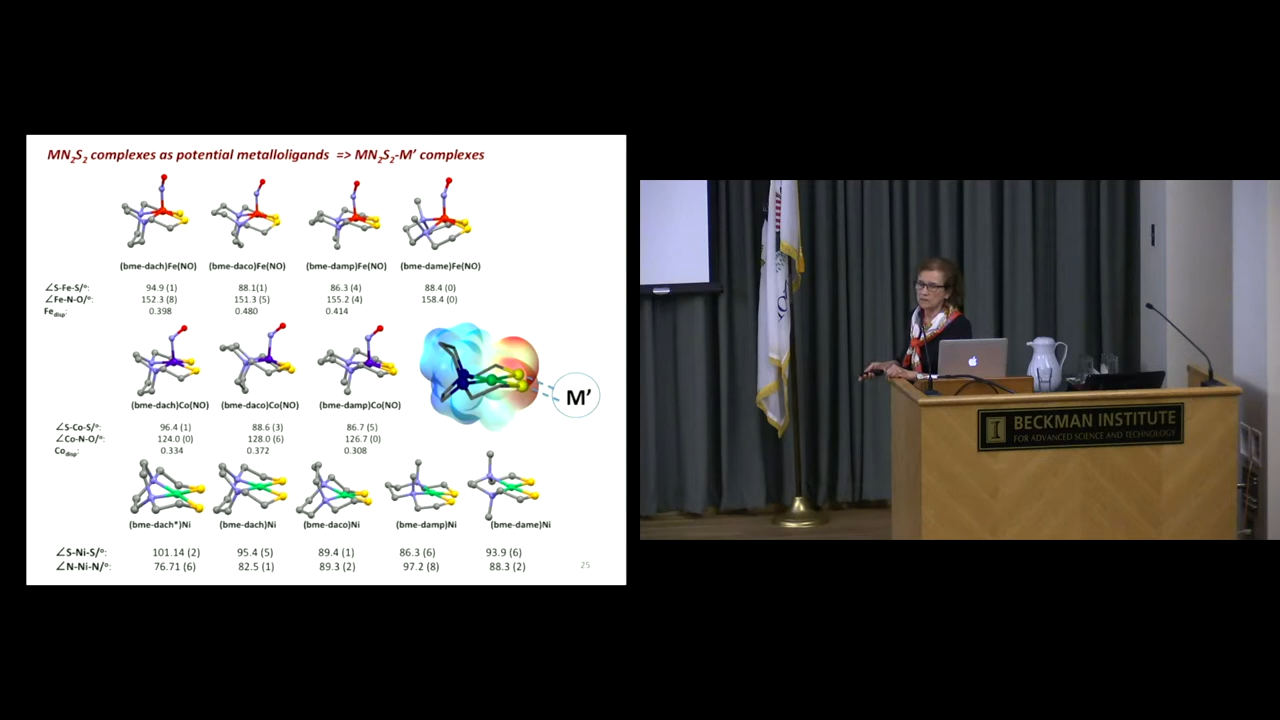 MN2S2 complexes as potential metalloligands => MN2S2-M' complexes
(bme-dach)Fe(NO) (bme-daco)Fe(NO) (bme-damp)Fe(NO) (bme-dame)Fe(NO)
∠S-Fe-S/°: 94.9 (1) 88.1(1) 86.3 (4) 88.4 (0)
∠Fe-N-O/°: 152.3 (8) 151.3 (5) 155.2 (4) 158.4 (0)
Fedisp: 0.398 0.480 0.414
M'
(bme-dach)Co(NO) (bme-daco)Co(NO) (bme-damp)Co(NO)
∠S-Co-S/°: 96.4 (1) 88.6 (3) 86.7 (5)
∠Co-N-O/°: 124.0 (0) 128.0 (6) 126.7 (0)
Codisp: 0.334 0.372 0.308
(bme-dach*)Ni (bme-dach)Ni (bme-daco)Ni (bme-damp)Ni (bme-dame)Ni
∠S-Ni-S/°: 101.14 (2) 95.4 (5) 89.4 (1) 86.3 (6) 93.9 (6)
∠N-Ni-N/°: 76.71 (6) 82.5 (1) 89.3 (2) 97.2 (8) 88.3 (2)
25
I BECKMAN INSTITUTE
FOR ADVANCED SCIENCE AND TECHNOLOGY